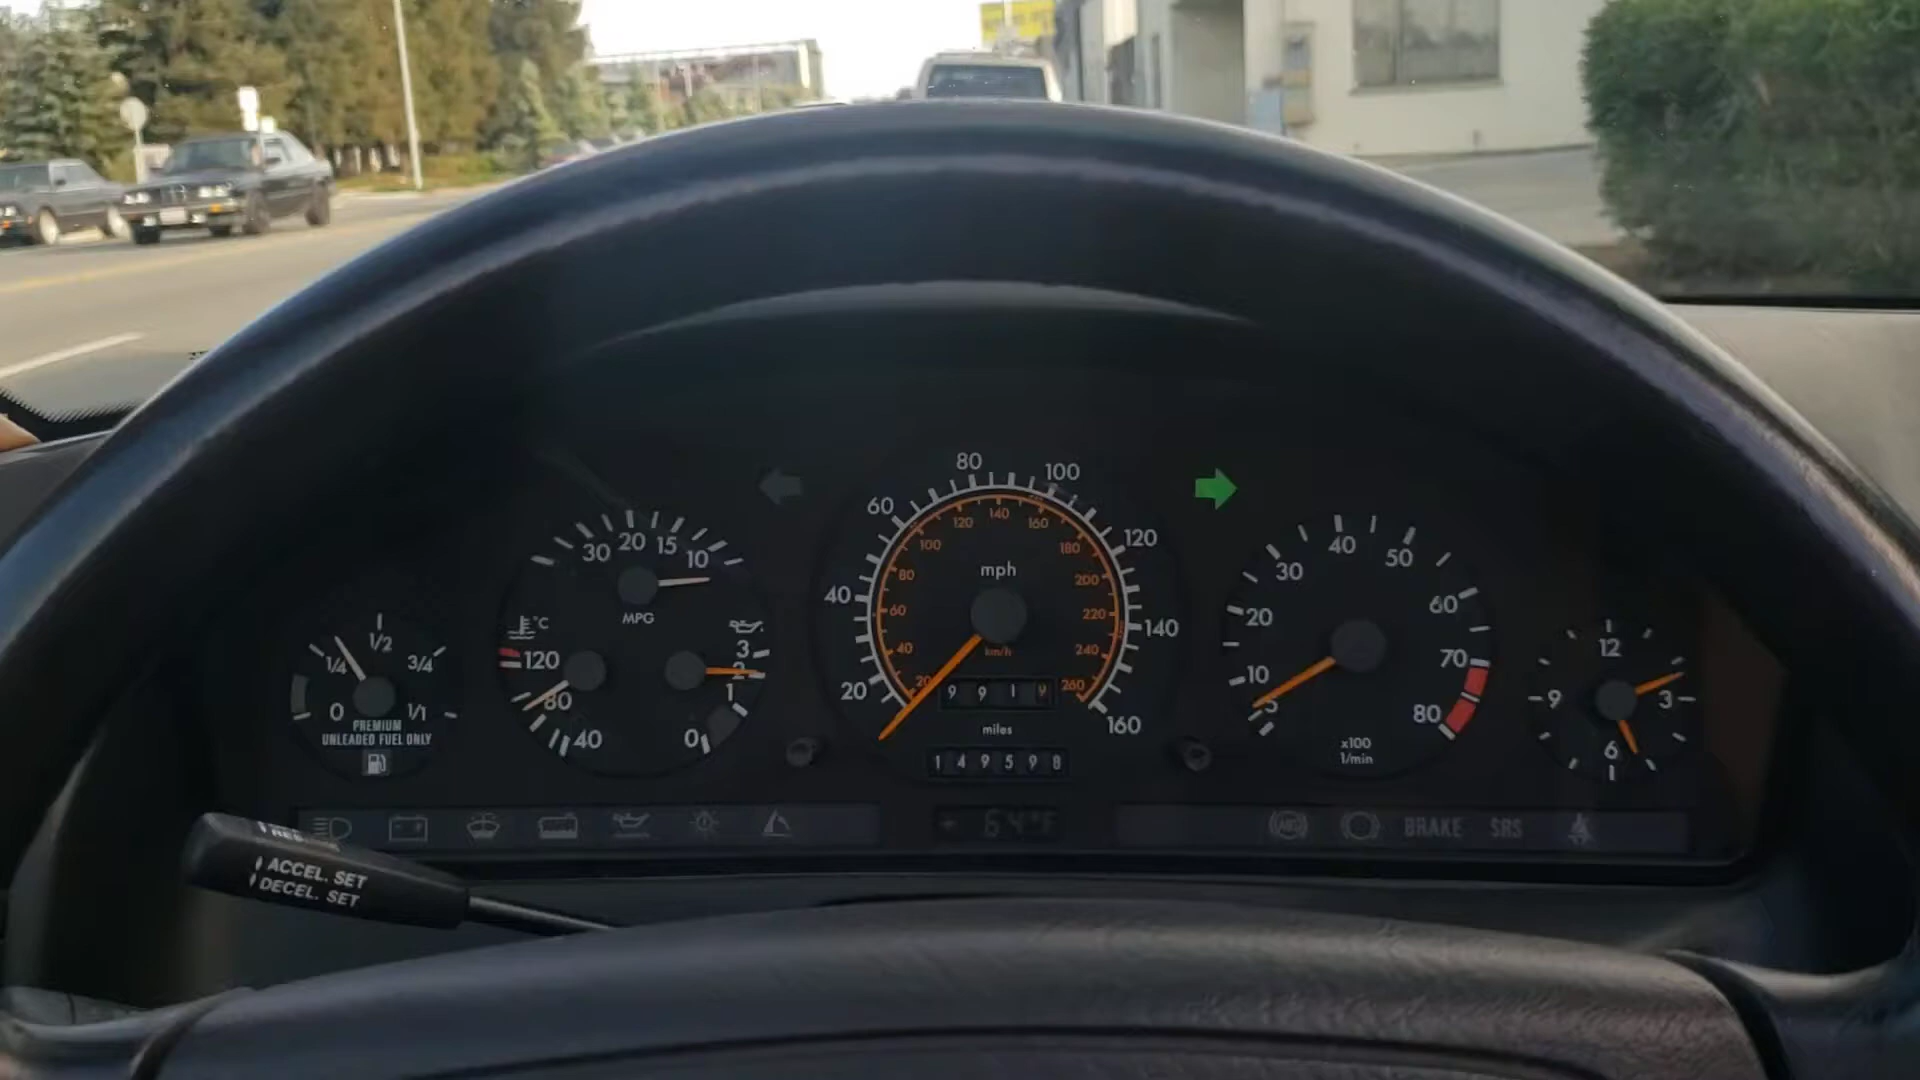 80
100
60
120
40
140
20
160
mph
120 140 160
100 180
80 200
60 220
40 240
20 260
km/h
9 9 1 9
miles
1 4 9 5 9 8
30 20 15 10
MPG
°C
120
80
40
3
2
1
0
1/2
1/4 3/4
0 1/1
PREMIUM
UNLEADED FUEL ONLY
40 50
30 60
20 70
10 80
5
x100
1/min
12
9 3
6
64°F
ABS
BRAKE SRS
ACCEL. SET
DECEL. SET